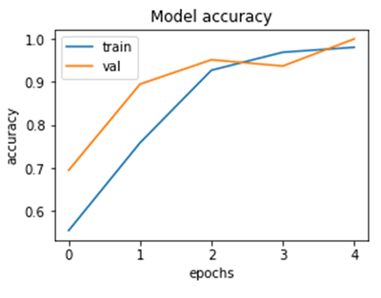 Model accuracy
1.0
train
val
0.9
0.8
0.7
0.6
accuracy
0 1 2 3 4
epochs